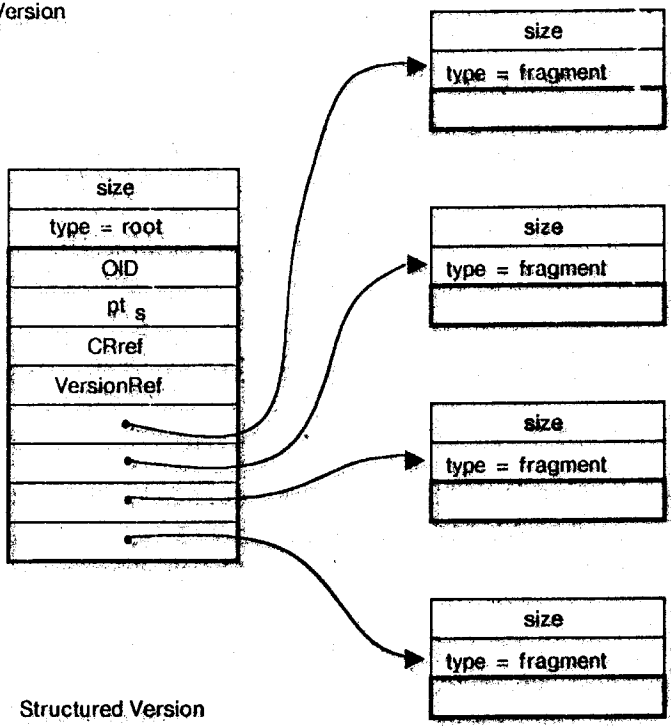 Version
size
type = fragment
size
type = root
OID
pt s
CRref
VersionRef
size
type = fragment
size
type = fragment
size
type = fragment
Structured Version